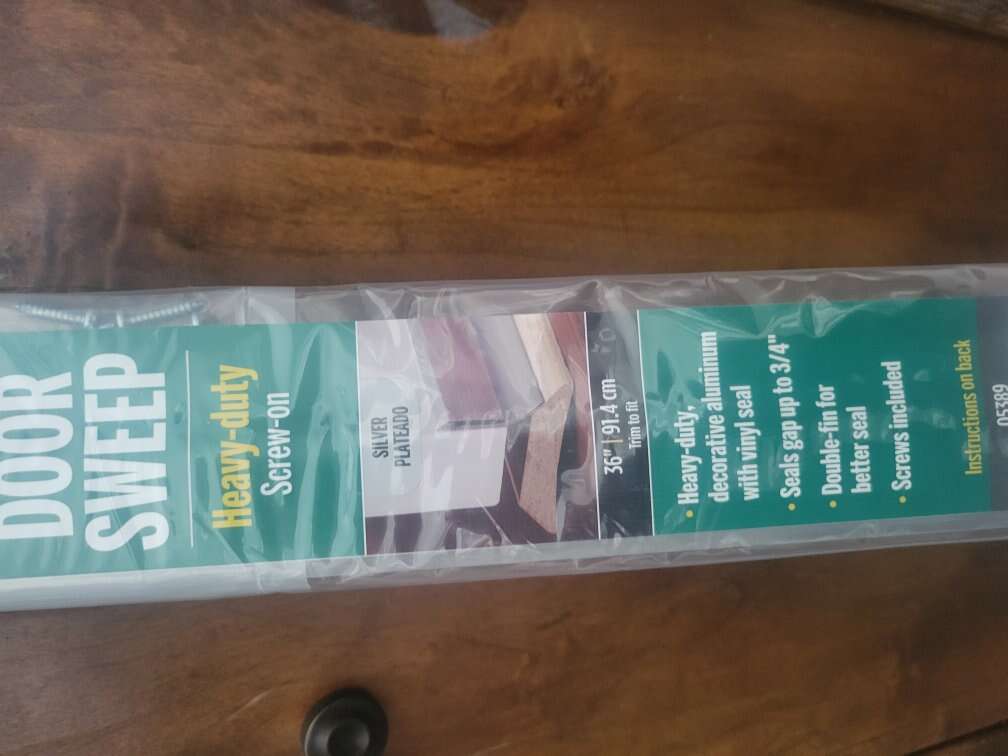 DOOR
SWEEP
Heavy-duty
Screw-on
SILVER
PLATEADO
36" | 91.4 cm
Trim to fit
• Heavy-duty,
decorative aluminum
with vinyl seal
• Seals gap up to 3/4"
• Double-fin for
better seal
• Screws included
Instructions on back
05389